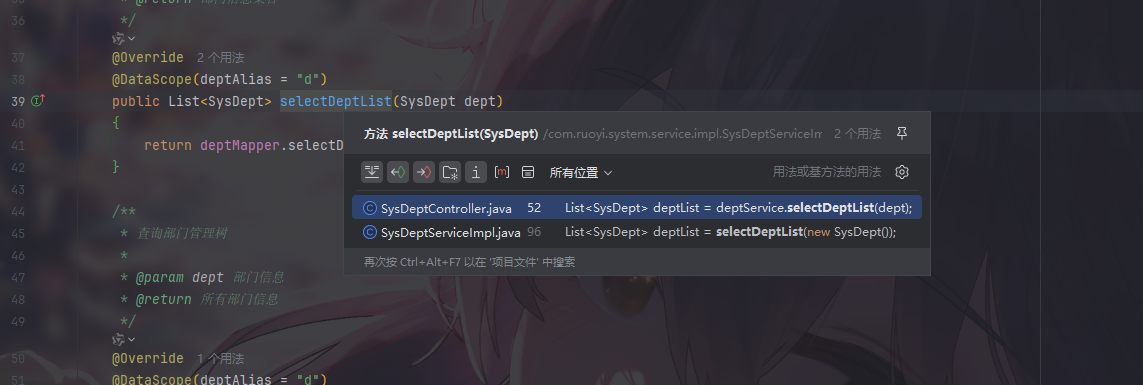 35 * @return 部门信息集合
36 */
37 @Override 2 个用法
38 @DataScope(deptAlias = "d")
39 public List<SysDept> selectDeptList(SysDept dept)
40 {
方法 selectDeptList(SysDept) /com.ruoyi.system.service.impl.SysDeptServiceIm 2 个用法
41 return deptMapper.selectD
42 }
所有位置 用法或基方法的用法
43
SysDeptController.java 52 List<SysDept> deptList = deptService.selectDeptList(dept);
44 /**
SysDeptServiceImpl.java 96 List<SysDept> deptList = selectDeptList(new SysDept());
45 * 查询部门管理树
46 *
再次按 Ctrl+Alt+F7 以在 '项目文件' 中搜索
47 * @param dept 部门信息
48 * @return 所有部门信息
49 */
50 @Override 1 个用法
51 @DataScope(deptAlias = "d")